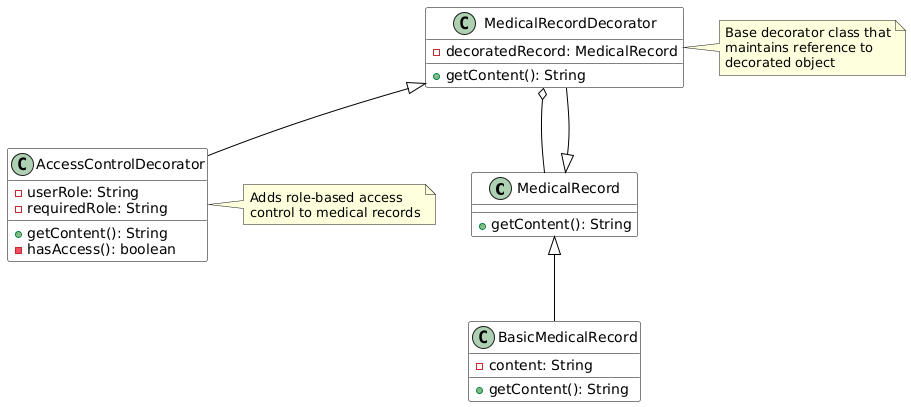 C MedicalRecordDecorator
decoratedRecord: MedicalRecord
getContent(): String
Base decorator class that
maintains reference to
decorated object
C AccessControlDecorator
userRole: String
requiredRole: String
getContent(): String
hasAccess(): boolean
Adds role-based access
control to medical records
C MedicalRecord
getContent(): String
C BasicMedicalRecord
content: String
getContent(): String